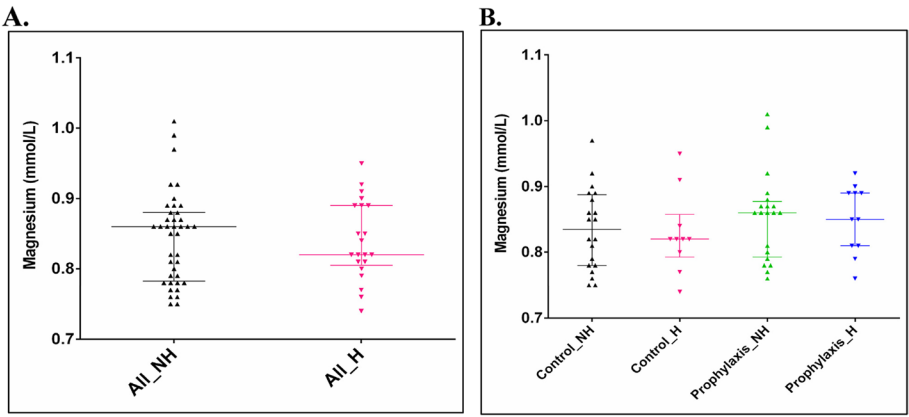 A.
Magnesium (mmol/L)
1.1
1.0
0.9
0.8
0.7
All_NH
All_H
B.
Magnesium (mmol/L)
1.1
1.0
0.9
0.8
0.7
Control_NH
Control_H
Prophylaxis_NH
Prophylaxis_H